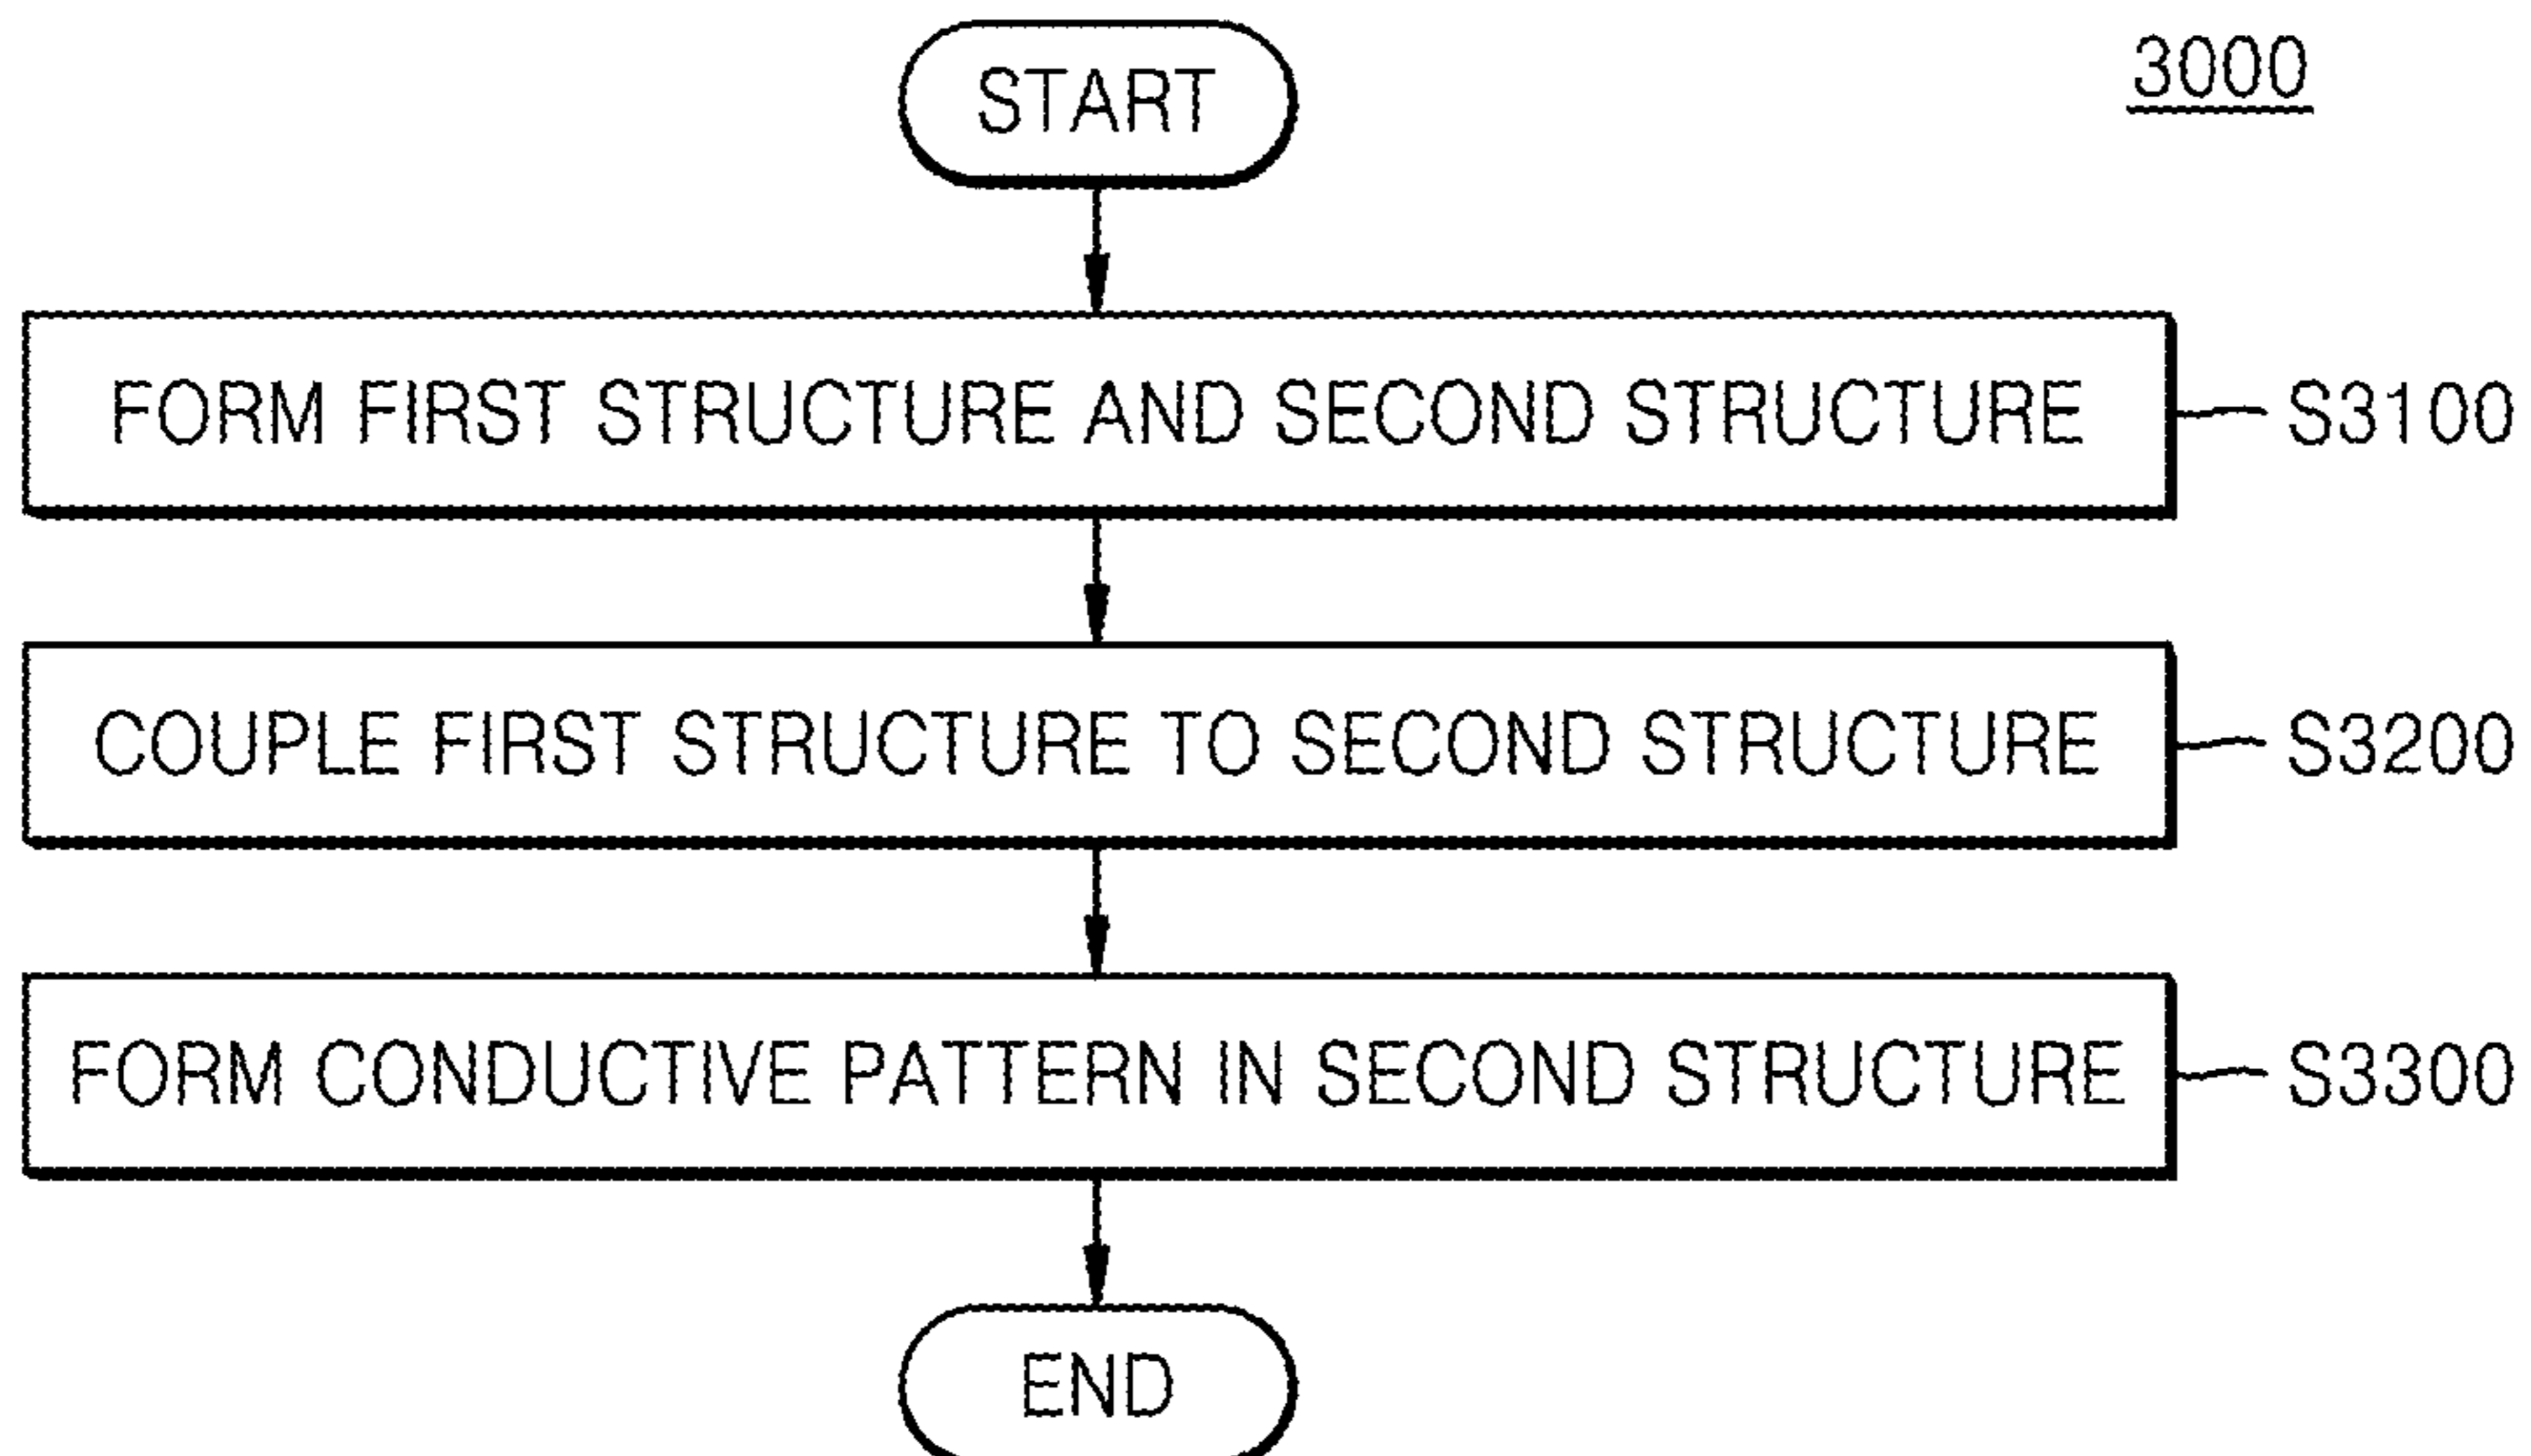 3000
START
FORM FIRST STRUCTURE AND SECOND STRUCTURE
S3100
COUPLE FIRST STRUCTURE TO SECOND STRUCTURE
S3200
FORM CONDUCTIVE PATTERN IN SECOND STRUCTURE
S3300
END